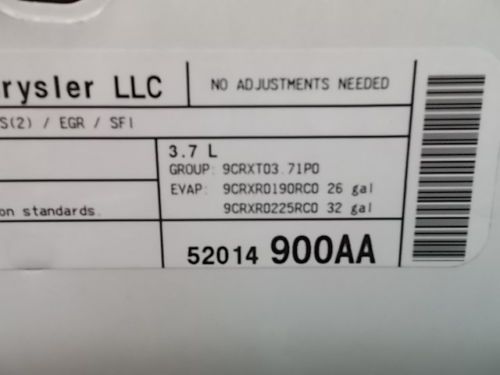 rysler LLC
NO ADJUSTMENTS NEEDED
S(2) / EGR / SFI
3.7 L
GROUP: 9CRXT03.71P0
EVAP: 9CRXR0190RC0 26 gal
9CRXR0225RC0 32 gal
on standards.
52014 900AA